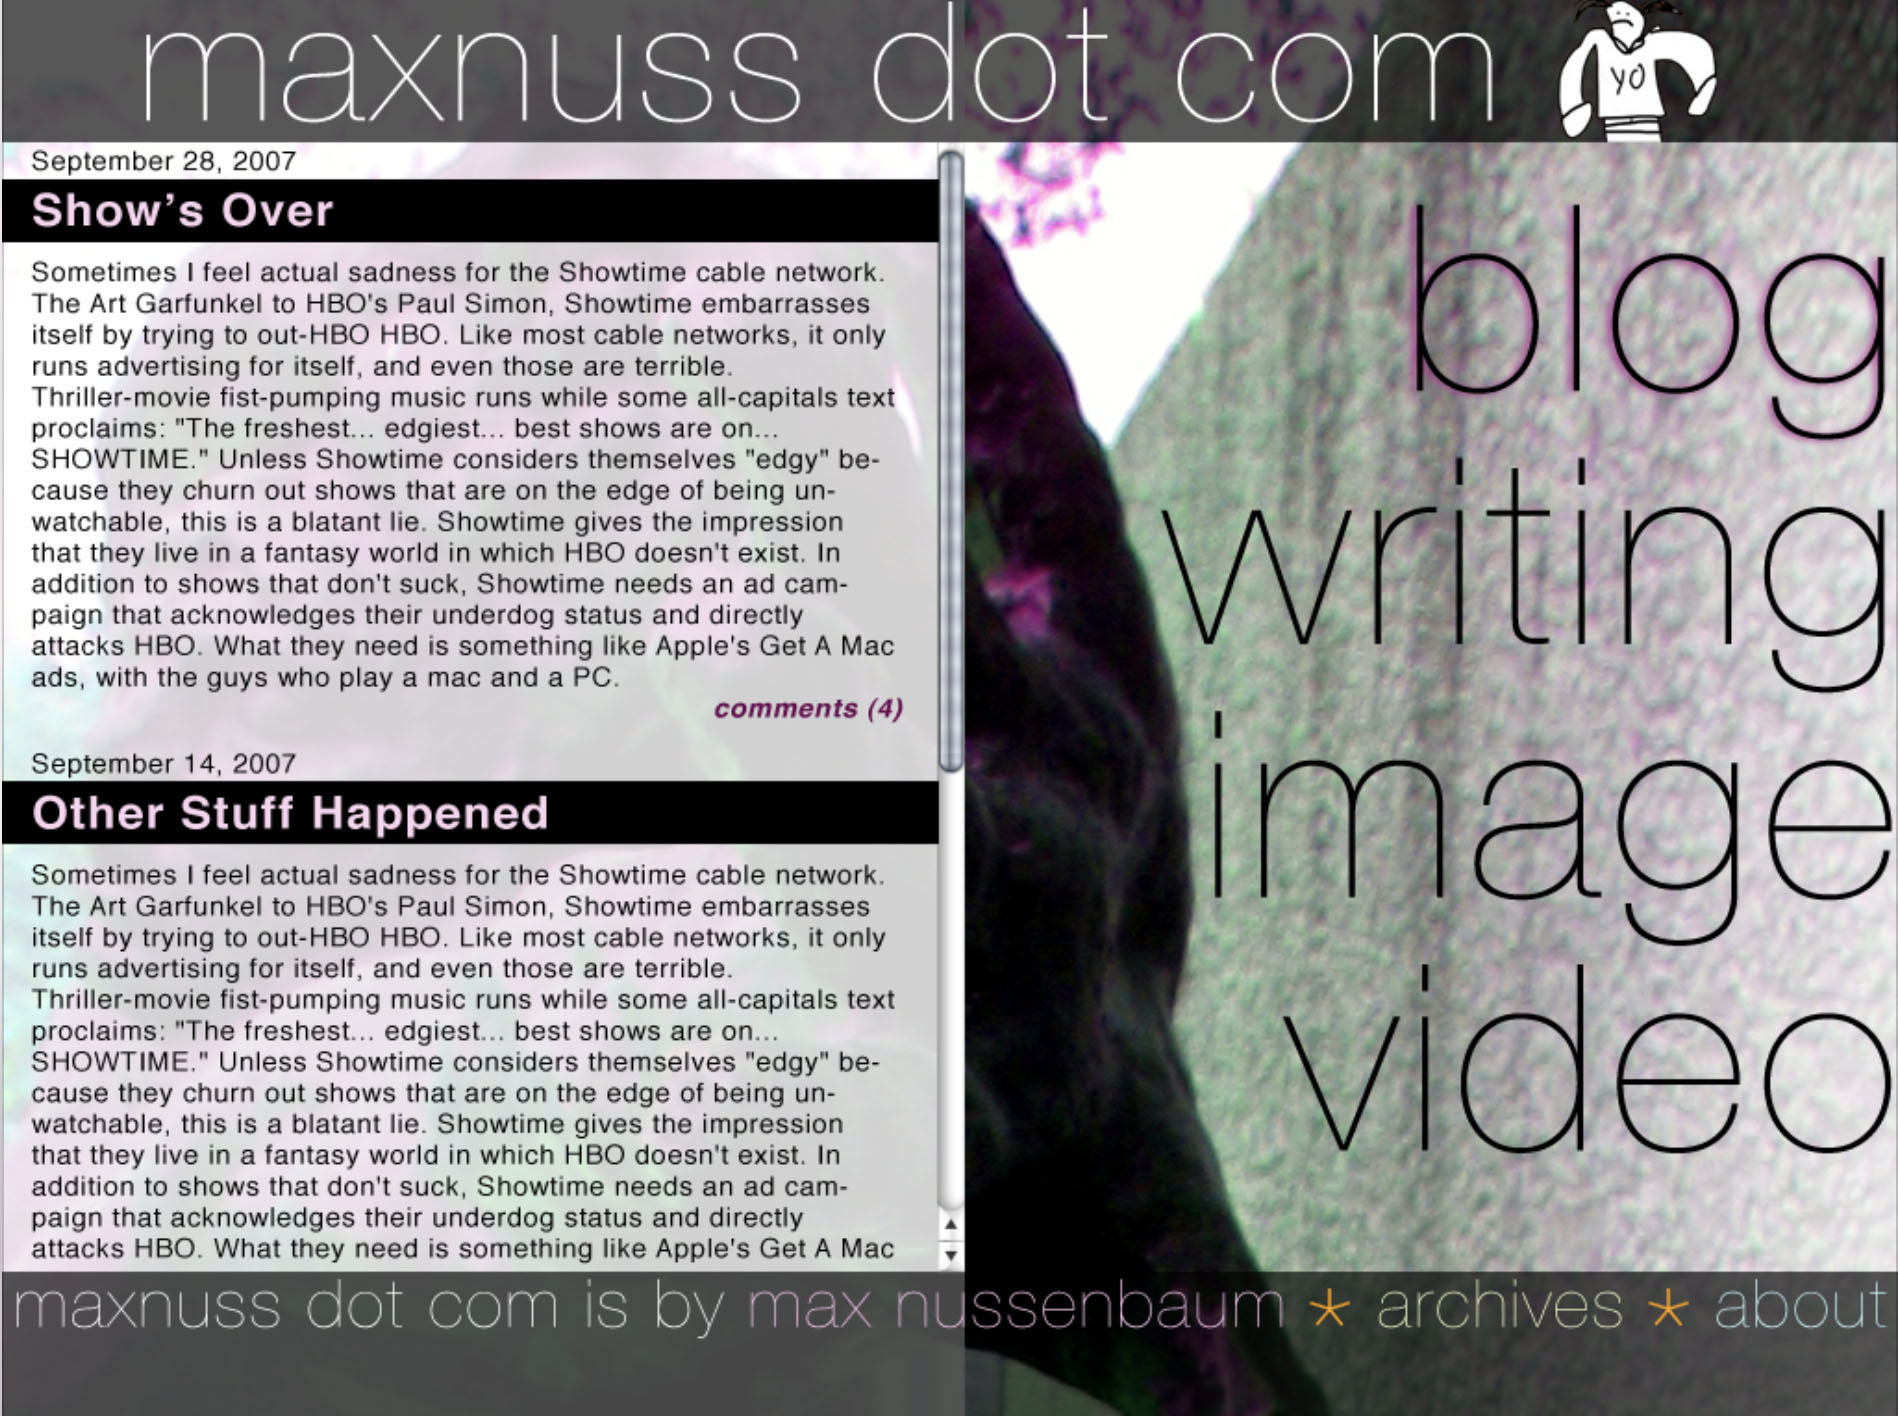 maxnuss dot com
YO
September 28, 2007
Show's Over
Sometimes I feel actual sadness for the Showtime cable network.
The Art Garfunkel to HBO's Paul Simon, Showtime embarrasses
itself by trying to out-HBO HBO. Like most cable networks, it only
runs advertising for itself, and even those are terrible.
Thriller-movie fist-pumping music runs while some all-capitals text
proclaims: "The freshest... edgiest... best shows are on...
SHOWTIME." Unless Showtime considers themselves "edgy" be-
cause they churn out shows that are on the edge of being un-
watchable, this is a blatant lie. Showtime gives the impression
that they live in a fantasy world in which HBO doesn't exist. In
addition to shows that don't suck, Showtime needs an ad cam-
paign that acknowledges their underdog status and directly
attacks HBO. What they need is something like Apple's Get A Mac
ads, with the guys who play a mac and a PC.
comments (4)
September 14, 2007
Other Stuff Happened
Sometimes I feel actual sadness for the Showtime cable network.
The Art Garfunkel to HBO's Paul Simon, Showtime embarrasses
itself by trying to out-HBO HBO. Like most cable networks, it only
runs advertising for itself, and even those are terrible.
Thriller-movie fist-pumping music runs while some all-capitals text
proclaims: "The freshest... edgiest... best shows are on...
SHOWTIME." Unless Showtime considers themselves "edgy" be-
cause they churn out shows that are on the edge of being un-
watchable, this is a blatant lie. Showtime gives the impression
that they live in a fantasy world in which HBO doesn't exist. In
addition to shows that don't suck, Showtime needs an ad cam-
paign that acknowledges their underdog status and directly
attacks HBO. What they need is something like Apple's Get A Mac
blog
writing
image
video
maxnuss dot com is by max nussenbaum * archives * about